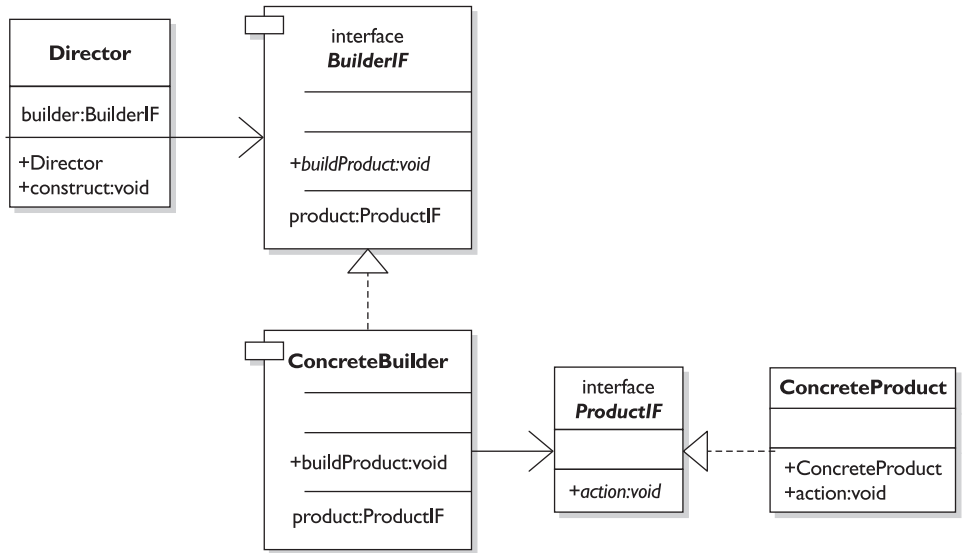 Director
builder:BuilderIF
+Director
+construct:void
interface
BuilderIF
+buildProduct:void
product:ProductIF
ConcreteBuilder
+buildProduct:void
product:ProductIF
interface
ProductIF
+action:void
ConcreteProduct
+ConcreteProduct
+action:void